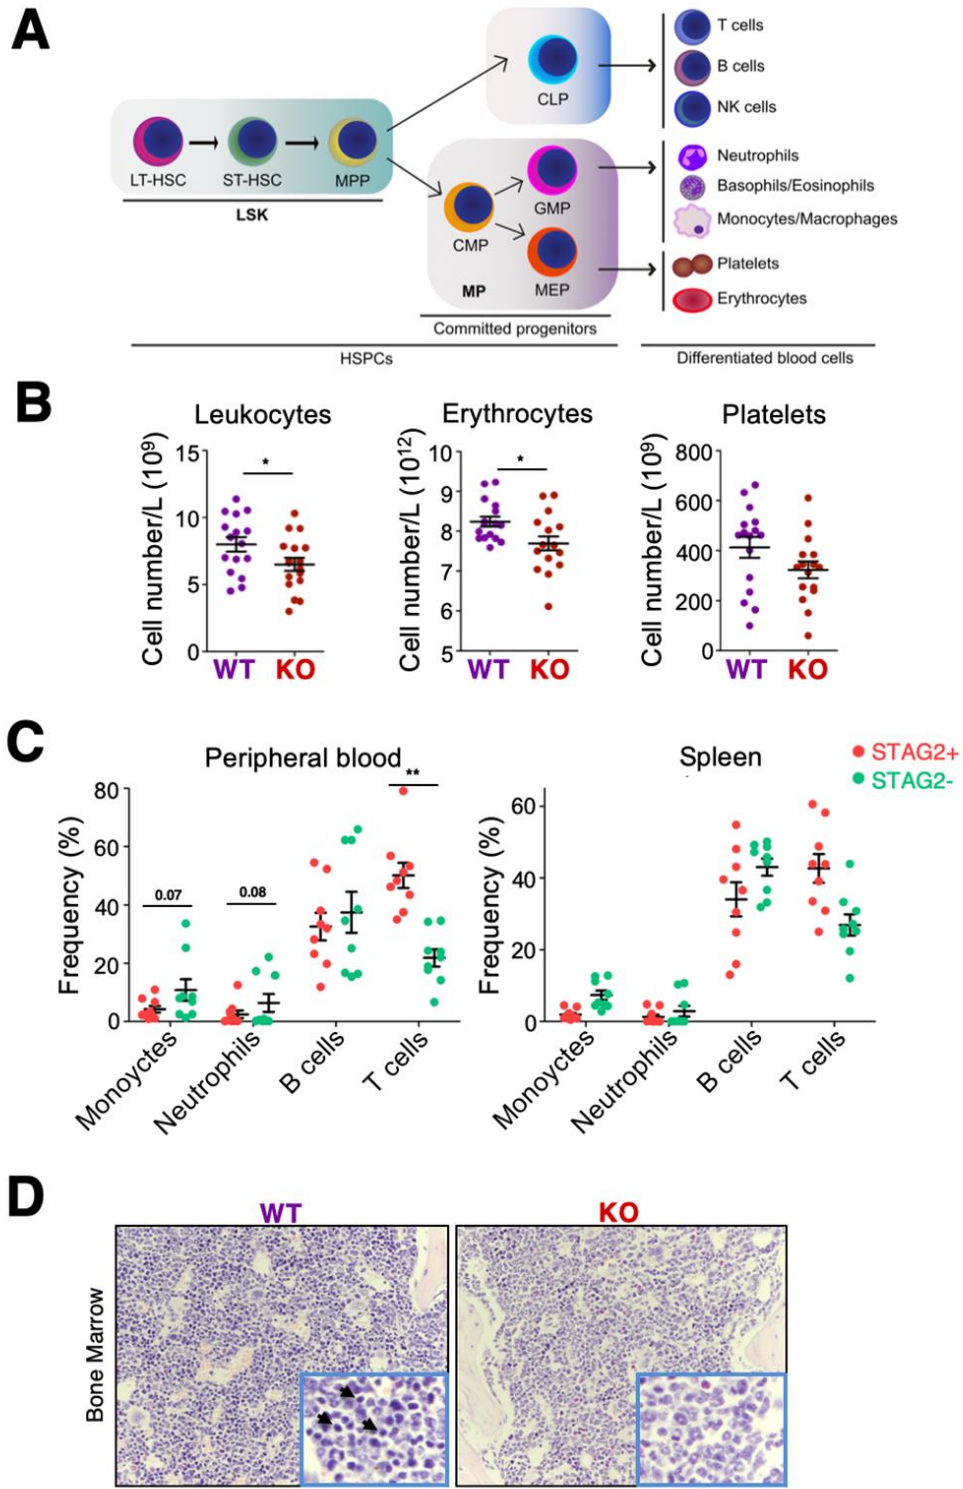 A
T cells
B cells
NK cells
CLP
LT-HSC
ST-HSC
MPP
LSK
Neutrophils
Basophils/Eosinophils
Monocytes/Macrophages
GMP
CMP
MP
MEP
Platelets
Erythrocytes
Committed progenitors
HSPCs
Differentiated blood cells
B
Leukocytes
Cell number/L (10⁹)
15
10
5
0
*
WT KO
Erythrocytes
Cell number/L (10¹²)
10
9
8
7
6
5
*
WT KO
Platelets
Cell number/L (10⁹)
800
600
400
200
0
WT KO
C
Peripheral blood
Frequency (%)
80
60
40
20
0
0.07
0.08
**
Monoyctes
Neutrophils
B cells
T cells
Spleen
Frequency (%)
60
40
20
0
Monoyctes
Neutrophils
B cells
T cells
STAG2+
STAG2-
D
WT
KO
Bone Marrow